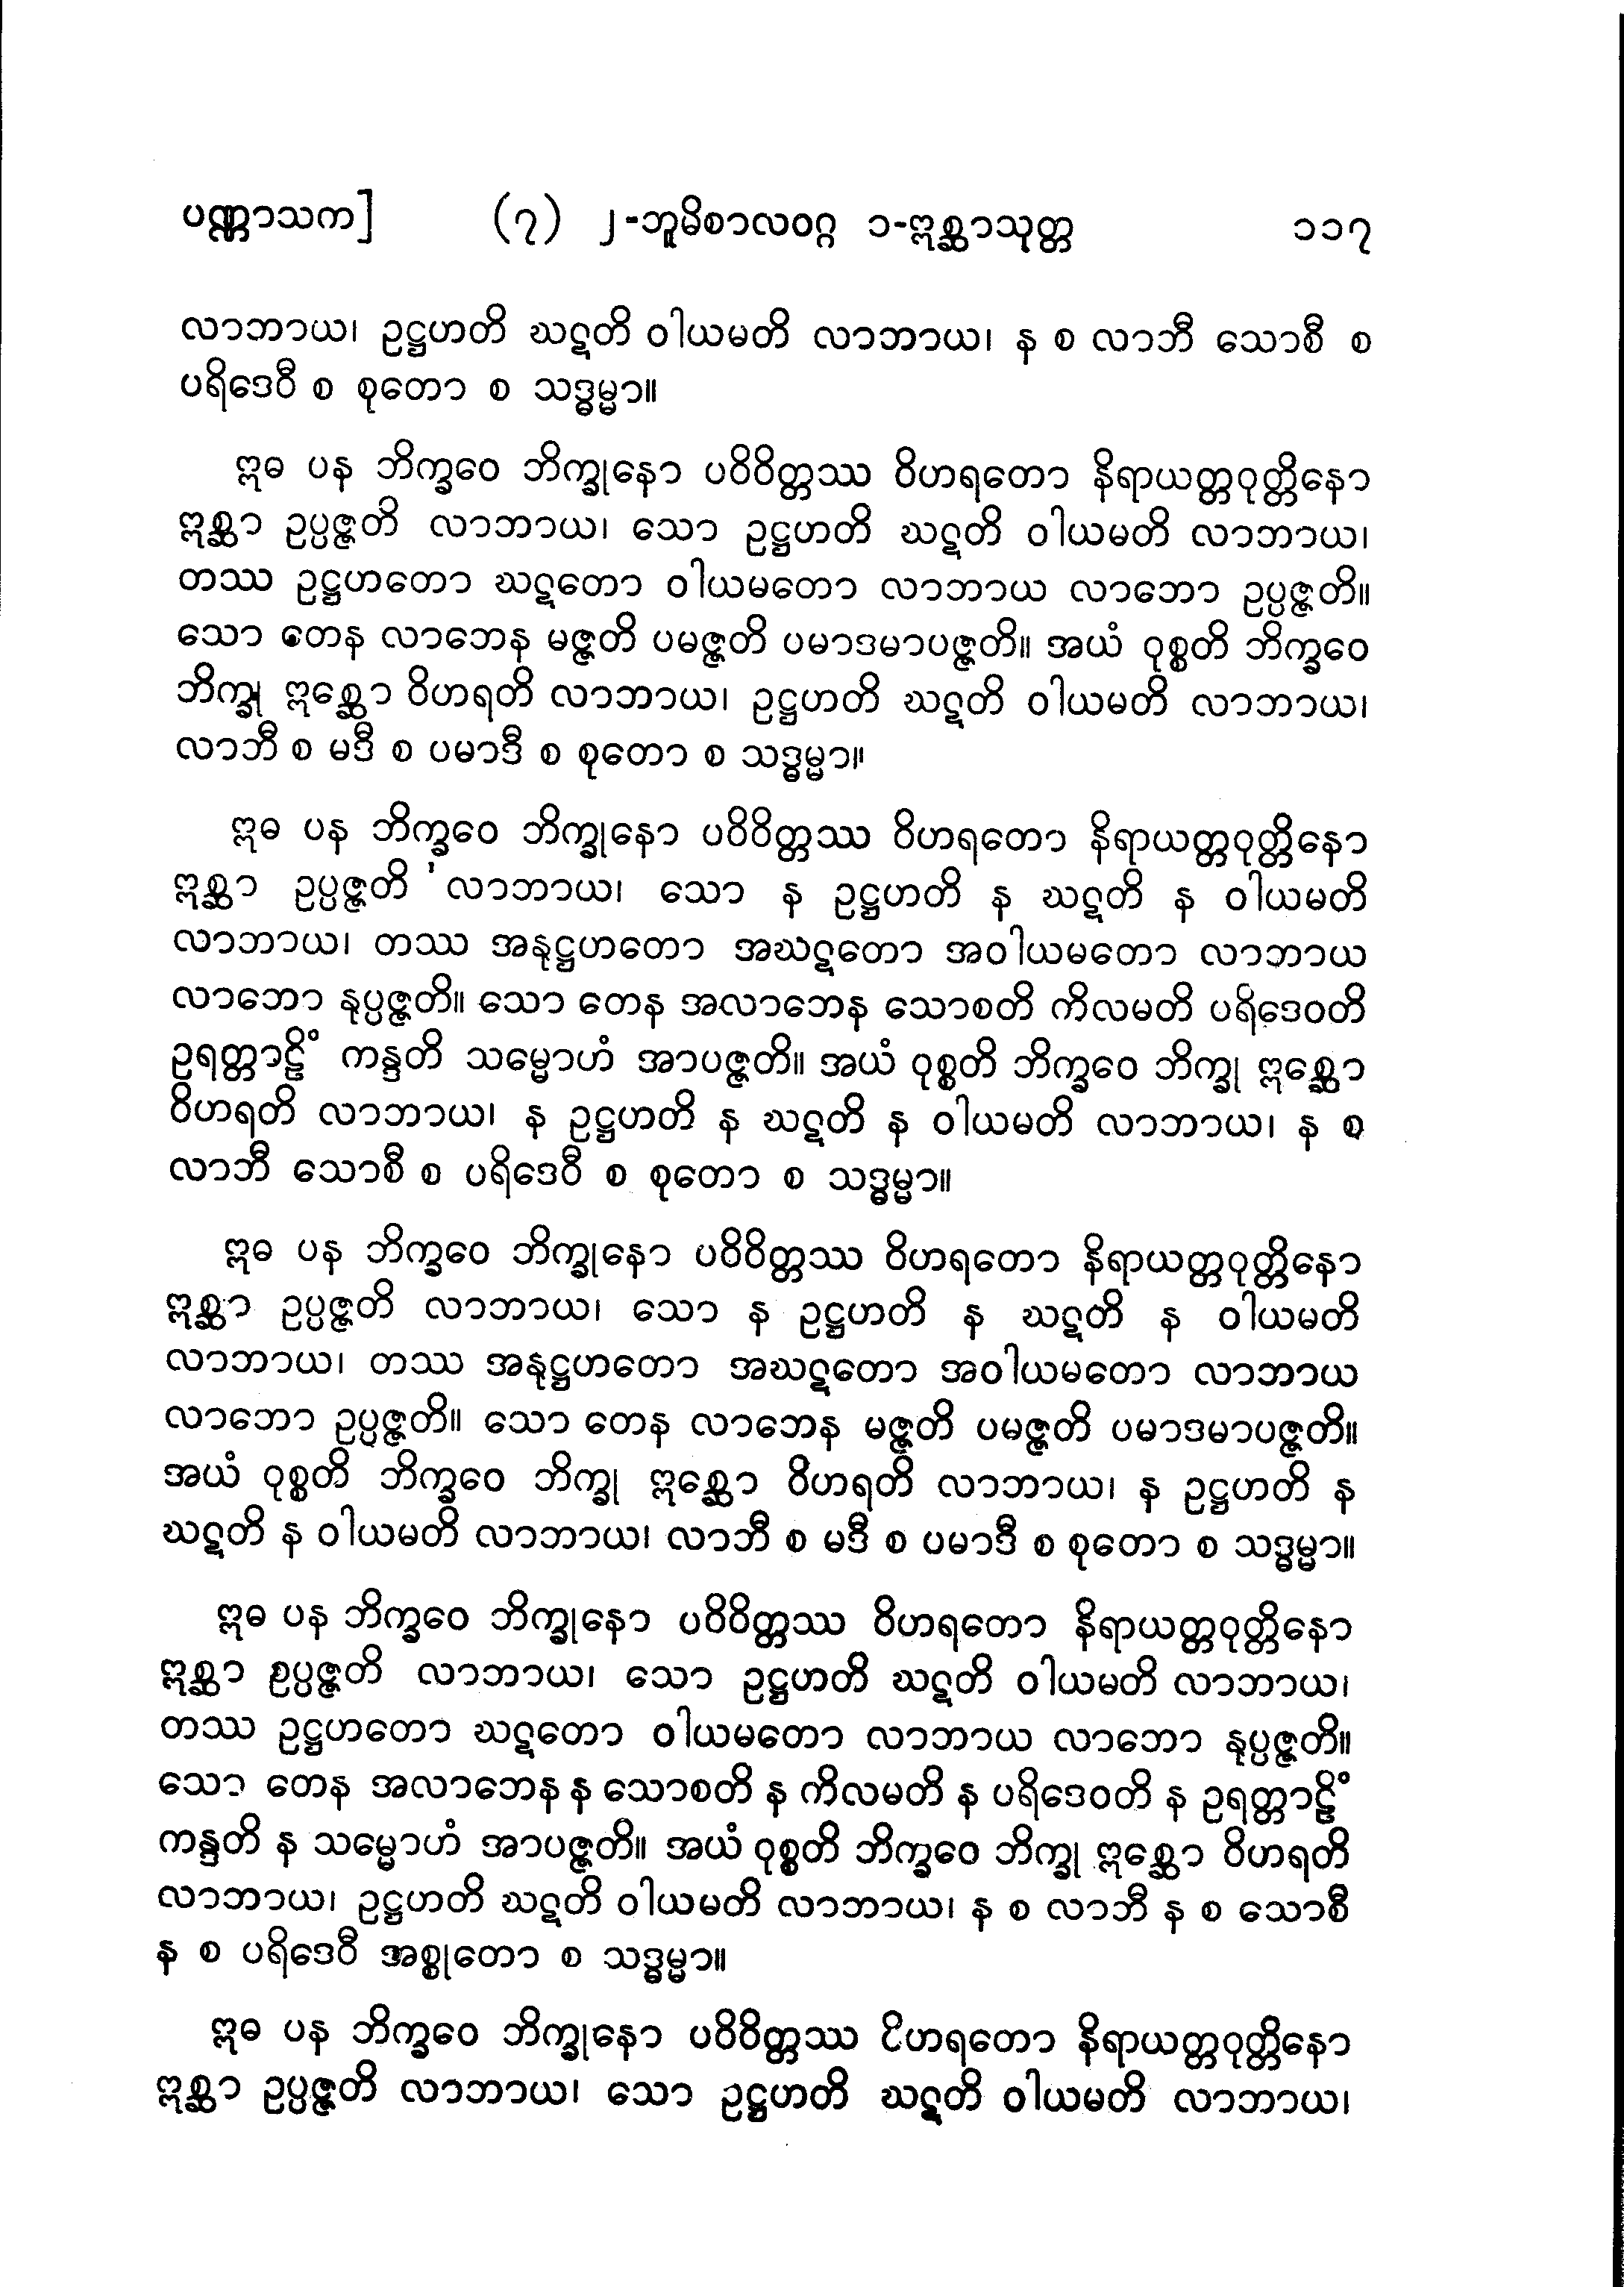 ပဏ္ဏာသက] (၇) ၂-ဘူမိစာလဝဂ္ဂ ၁-ဣစ္ဆာသုတ္တ ၁၁၇
လာဘာယ၊ ဥဋ္ဌဟတိ ဃဋတိ ဝါယမတိ လာဘာယ၊ န စ လာဘီ သောစီ စ
ပရိဒေဝီ စ စုတော စ သဒ္ဓမ္မာ။
ဣဓ ပန ဘိက္ခဝေ ဘိက္ခုနော ပဝိဝိတ္တဿ ဝိဟရတော နိရာယတ္တဝုတ္တိနော
ဣစ္ဆာ ဥပ္ပဇ္ဇတိ လာဘာယ၊ သော ဥဋ္ဌဟတိ ဃဋတိ ဝါယမတိ လာဘာယ၊
တဿ ဥဋ္ဌဟတော ဃဋတော ဝါယမတော လာဘာယ လာဘော ဥပ္ပဇ္ဇတိ။
သော တေန လာဘေန မဇ္ဇတိ ပမဇ္ဇတိ ပမာဒမာပဇ္ဇတိ။ အယံ ဝုစ္စတိ ဘိက္ခဝေ
ဘိက္ခု ဣစ္ဆော ဝိဟရတိ လာဘာယ၊ ဥဋ္ဌဟတိ ဃဋတိ ဝါယမတိ လာဘာယ၊
လာဘီ စ မဒီ စ ပမာဒီ စ စုတော စ သဒ္ဓမ္မာ။
ဣဓ ပန ဘိက္ခဝေ ဘိက္ခုနော ပဝိဝိတ္တဿ ဝိဟရတော နိရာယတ္တဝုတ္တိနော
ဣစ္ဆာ ဥပ္ပဇ္ဇတိ လာဘာယ၊ သော န ဥဋ္ဌဟတိ န ဃဋတိ န ဝါယမတိ
လာဘာယ၊ တဿ အနုဋ္ဌဟတော အဃဋတော အဝါယမတော လာဘာယ
လာဘော နုပ္ပဇ္ဇတိ။ သော တေန အလာဘေန သောစတိ ကိလမတိ ပရိဒေဝတိ
ဥရတ္တာဠိံ ကန္ဒတိ သမ္မောဟံ အာပဇ္ဇတိ။ အယံ ဝုစ္စတိ ဘိက္ခဝေ ဘိက္ခု ဣစ္ဆော
ဝိဟရတိ လာဘာယ၊ န ဥဋ္ဌဟတိ န ဃဋတိ န ဝါယမတိ လာဘာယ၊ န စ
လာဘီ သောစီ စ ပရိဒေဝီ စ စုတော စ သဒ္ဓမ္မာ။
ဣဓ ပန ဘိက္ခဝေ ဘိက္ခုနော ပဝိဝိတ္တဿ ဝိဟရတော နိရာယတ္တဝုတ္တိနော
ဣစ္ဆာ ဥပ္ပဇ္ဇတိ လာဘာယ၊ သော န ဥဋ္ဌဟတိ န ဃဋတိ န ဝါယမတိ
လာဘာယ၊ တဿ အနုဋ္ဌဟတော အဃဋတော အဝါယမတော လာဘာယ
လာဘော ဥပ္ပဇ္ဇတိ။ သော တေန လာဘေန မဇ္ဇတိ ပမဇ္ဇတိ ပမာဒမာပဇ္ဇတိ။
အယံ ဝုစ္စတိ ဘိက္ခဝေ ဘိက္ခု ဣစ္ဆော ဝိဟရတိ လာဘာယ၊ န ဥဋ္ဌဟတိ န
ဃဋတိ န ဝါယမတိ လာဘာယ၊ လာဘီ စ မဒီ စ ပမာဒီ စ စုတော စ သဒ္ဓမ္မာ။
ဣဓ ပန ဘိက္ခဝေ ဘိက္ခုနော ပဝိဝိတ္တဿ ဝိဟရတော နိရာယတ္တဝုတ္တိနော
ဣစ္ဆာ ဥပ္ပဇ္ဇတိ လာဘာယ၊ သော ဥဋ္ဌဟတိ ဃဋတိ ဝါယမတိ လာဘာယ၊
တဿ ဥဋ္ဌဟတော ဃဋတော ဝါယမတော လာဘာယ လာဘော နုပ္ပဇ္ဇတိ။
သော တေန အလာဘေန န သောစတိ န ကိလမတိ န ပရိဒေဝတိ န ဥရတ္တာဠိံ
ကန္ဒတိ န သမ္မောဟံ အာပဇ္ဇတိ။ အယံ ဝုစ္စတိ ဘိက္ခဝေ ဘိက္ခု ဣစ္ဆော ဝိဟရတိ
လာဘာယ၊ ဥဋ္ဌဟတိ ဃဋတိ ဝါယမတိ လာဘာယ၊ န စ လာဘီ န စ သောစီ
န စ ပရိဒေဝီ အစ္စုတော စ သဒ္ဓမ္မာ။
ဣဓ ပန ဘိက္ခဝေ ဘိက္ခုနော ပဝိဝိတ္တဿ ဝိဟရတော နိရာယတ္တဝုတ္တိနော
ဣစ္ဆာ ဥပ္ပဇ္ဇတိ လာဘာယ၊ သော ဥဋ္ဌဟတိ ဃဋတိ ဝါယမတိ လာဘာယ၊